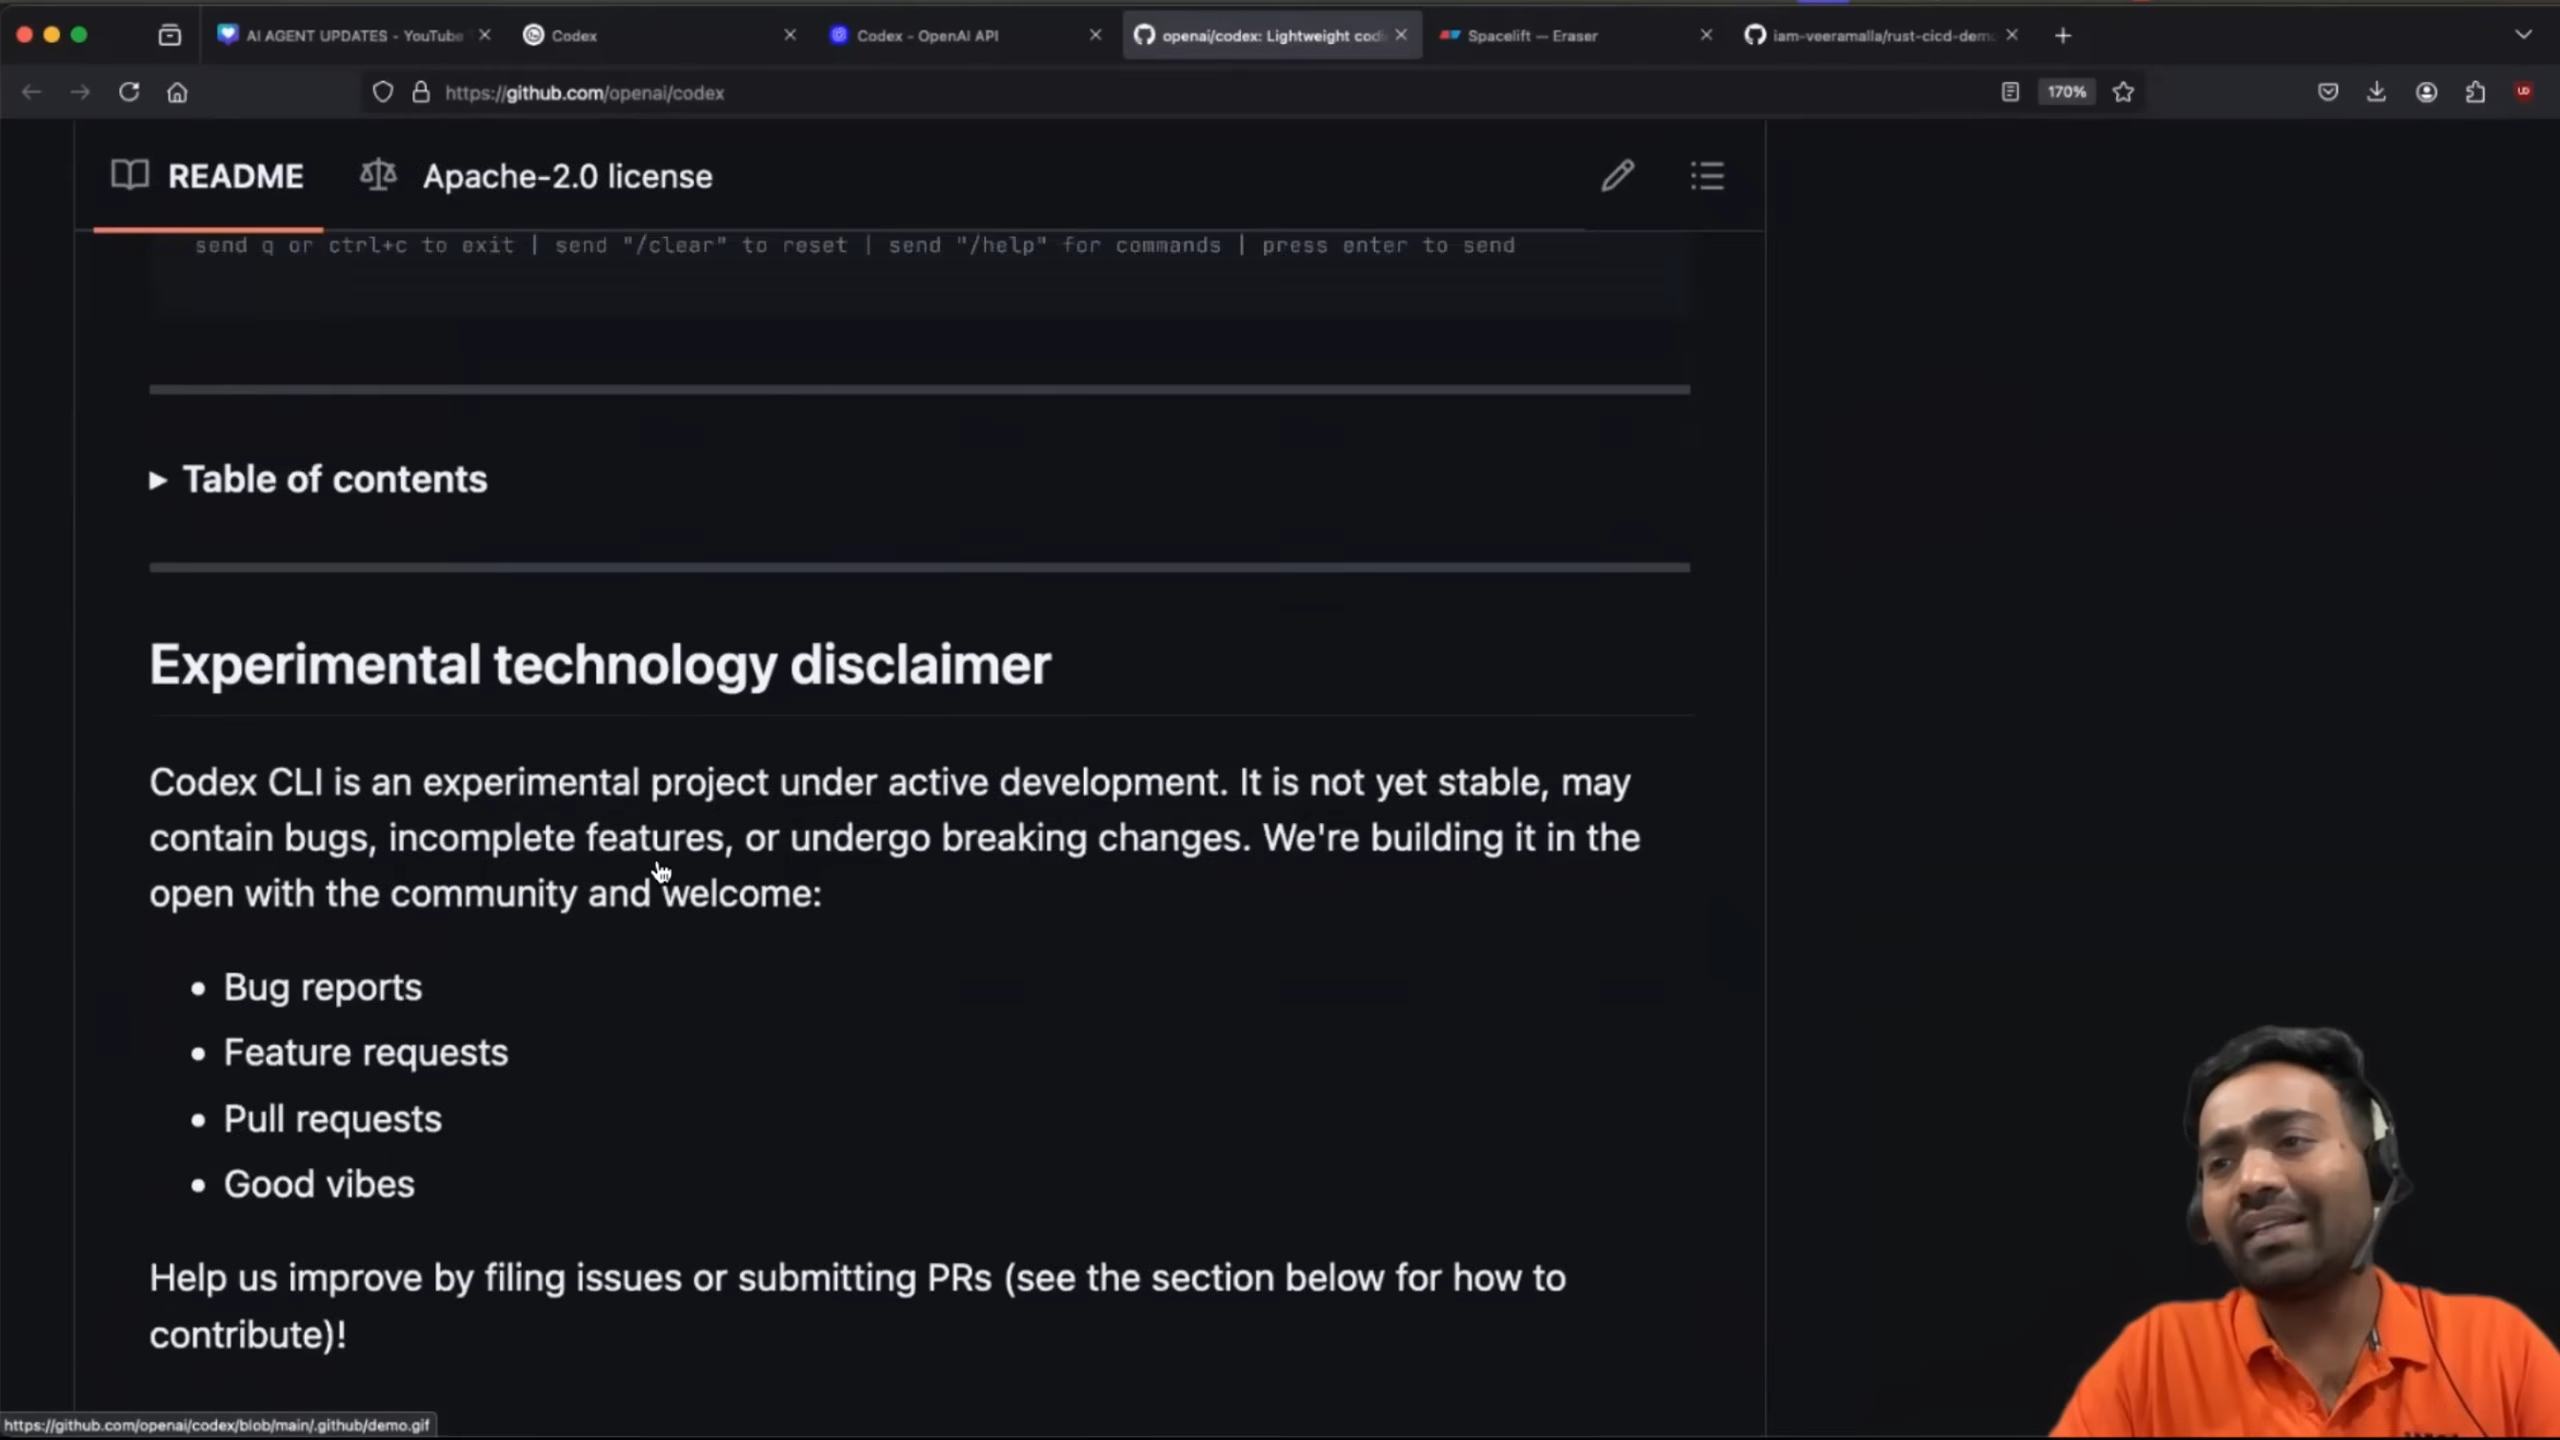 AI AGENT UPDATES - YouTube
Codex
Codex - OpenAI API
openai/codex: Lightweight codi
Spacelift — Eraser
iam-veeramalla/rust-cicd-dem
https://github.com/openai/codex
170%
README
Apache-2.0 license
send q or ctrl+c to exit | send "/clear" to reset | send "/help" for commands | press enter to send
Table of contents
Experimental technology disclaimer
Codex CLI is an experimental project under active development. It is not yet stable, may
contain bugs, incomplete features, or undergo breaking changes. We're building it in the
open with the community and welcome:
• Bug reports
• Feature requests
• Pull requests
• Good vibes
Help us improve by filing issues or submitting PRs (see the section below for how to
contribute)!
https://github.com/openai/codex/blob/main/.github/demo.gif